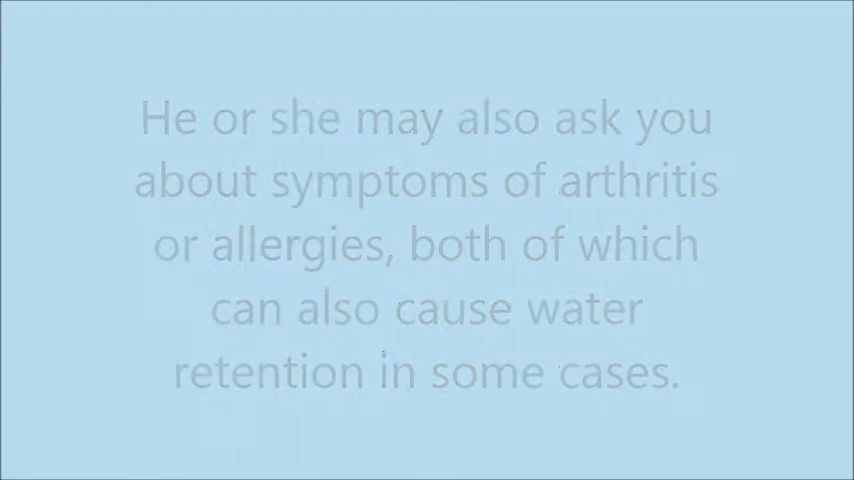 He or she may also ask you
about symptoms of arthritis
or allergies, both of which
can also cause water
retention in some cases.